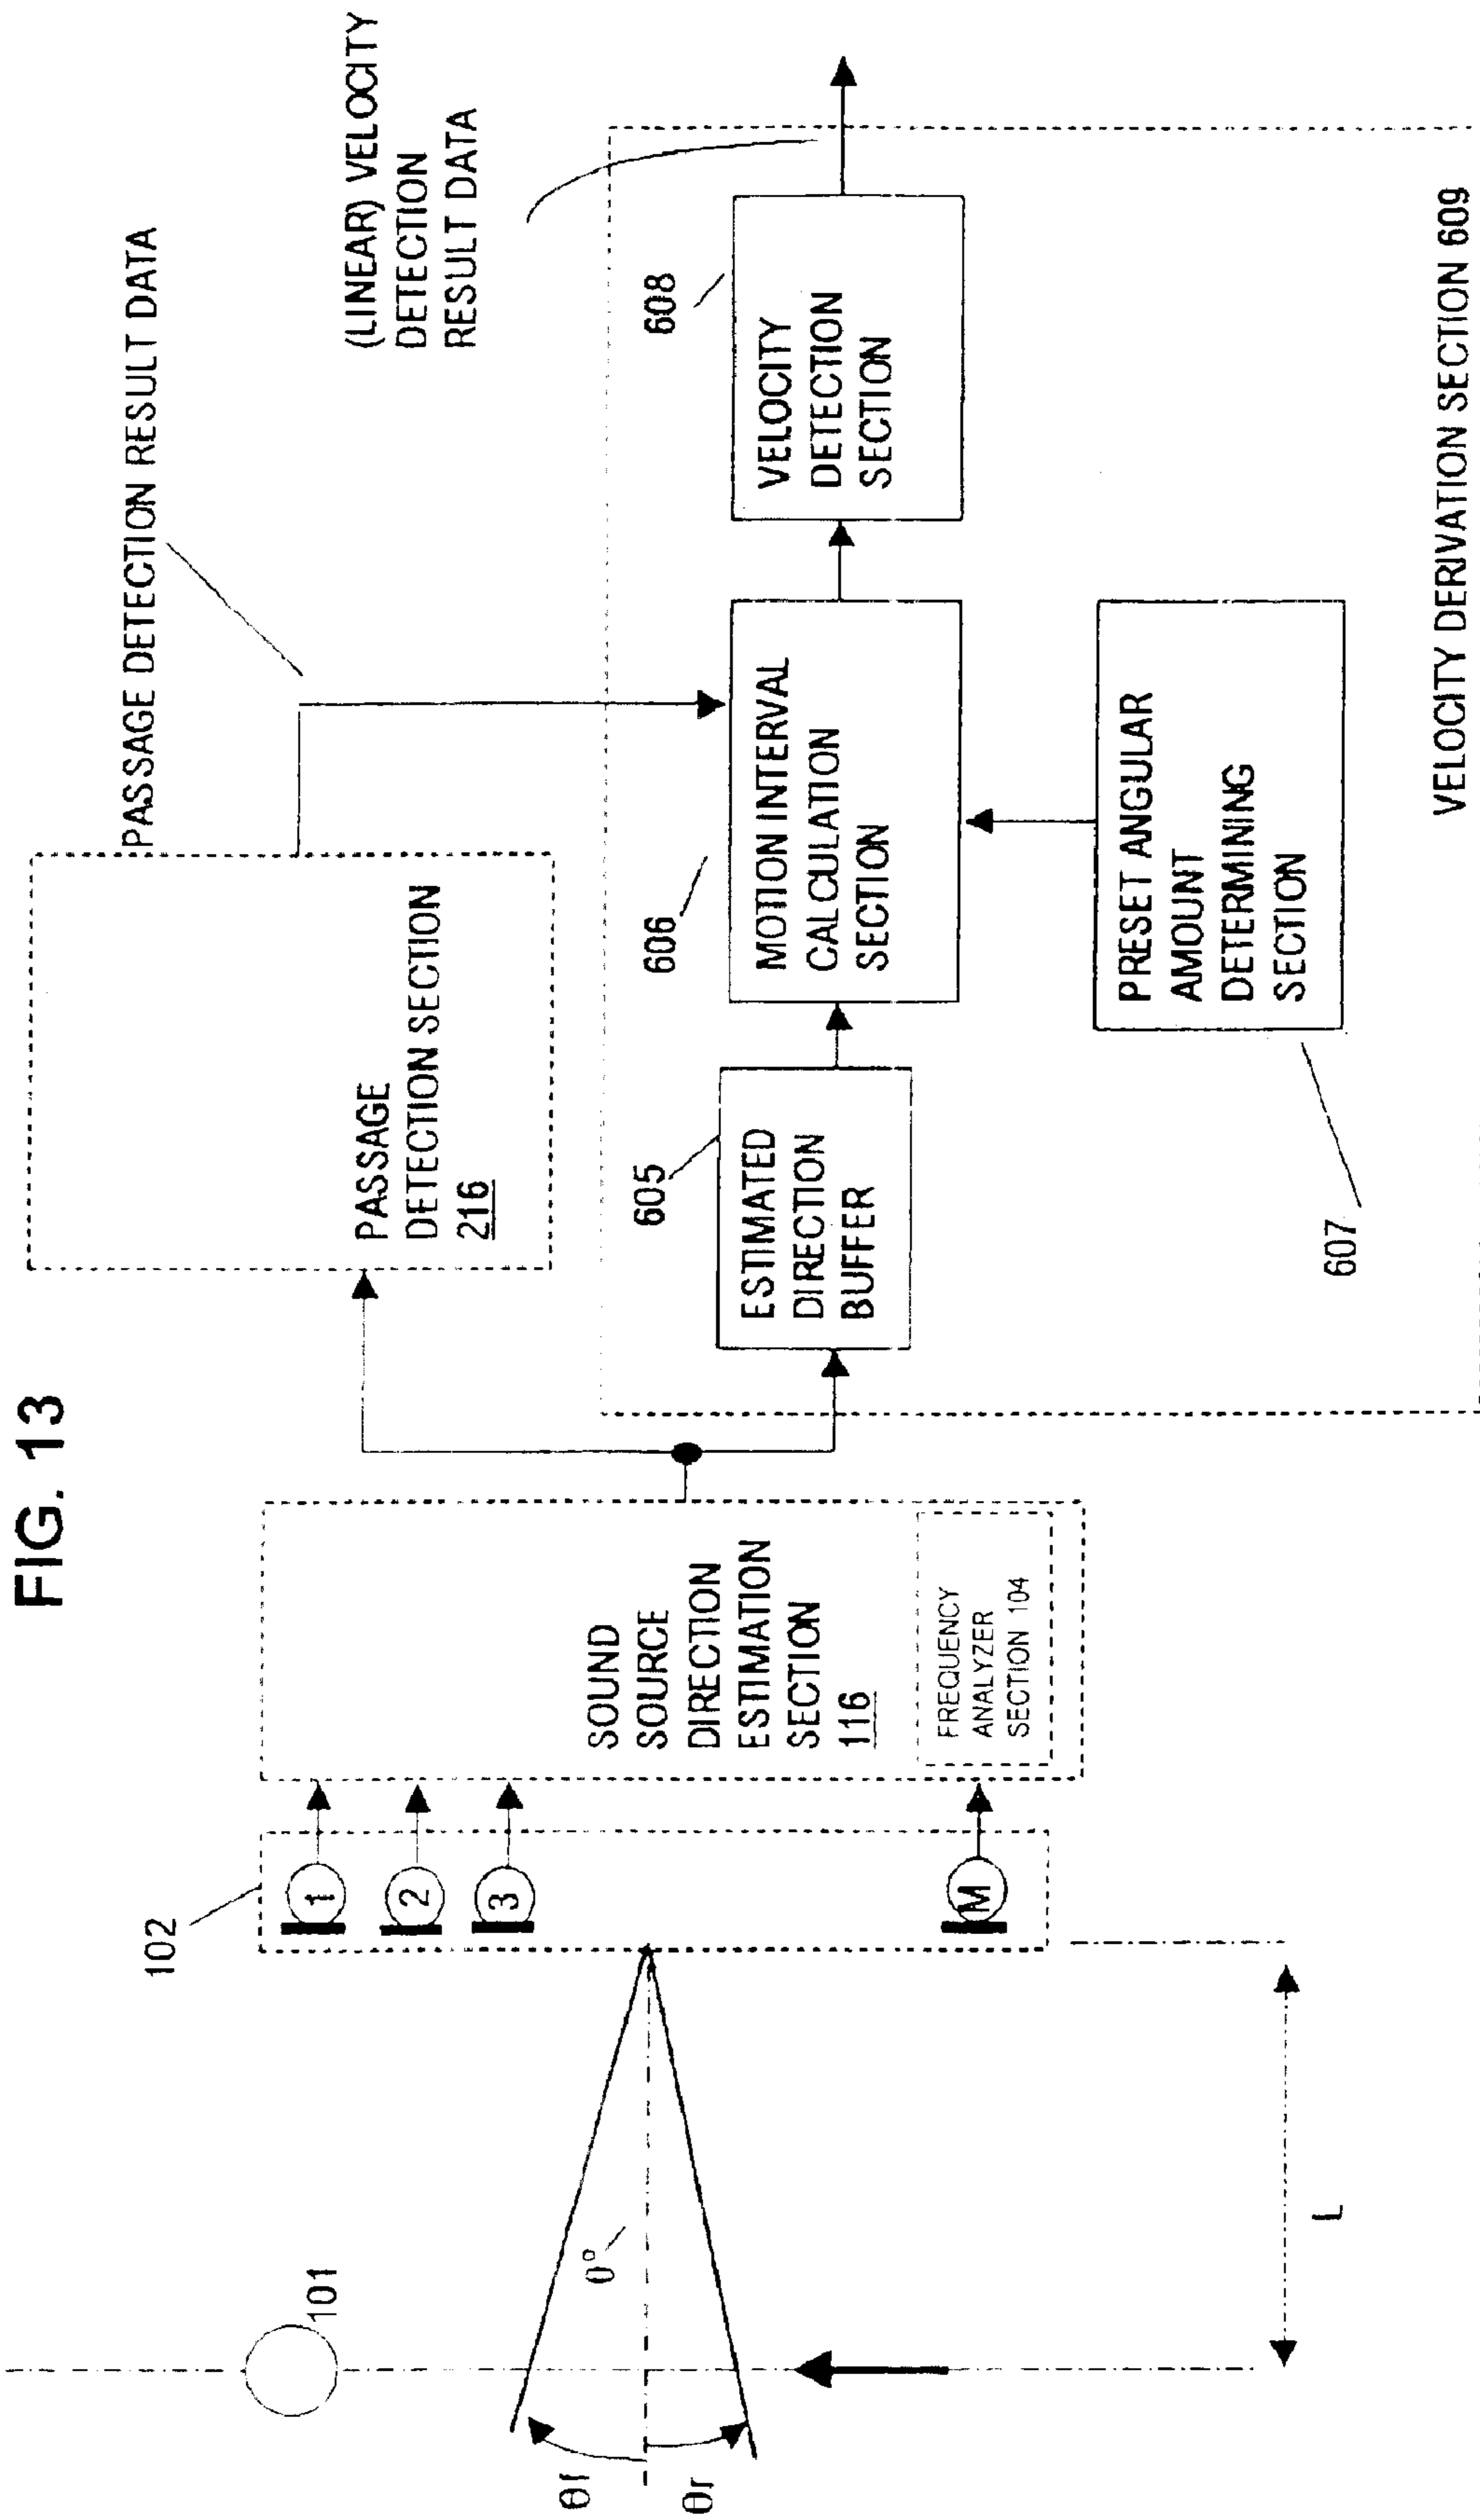 FIG. 13
101
0°
θl
θr
L
102
1
2
3
M
SOUND
SOURCE
DIRECTION
ESTIMATION
SECTION
116
FREQUENCY
ANALYZER
SECTION 104
PASSAGE
DETECTION SECTION
216
PASSAGE DETECTION RESULT DATA
(LINEAR) VELOCITY
DETECTION
RESULT DATA
605
ESTIMATED
DIRECTION
BUFFER
606
MOTION INTERVAL
CALCULATION
SECTION
608
VELOCITY
DETECTION
SECTION
607
PRESET ANGULAR
AMOUNT
DETERMINING
SECTION
VELOCITY DERIVATION SECTION 609